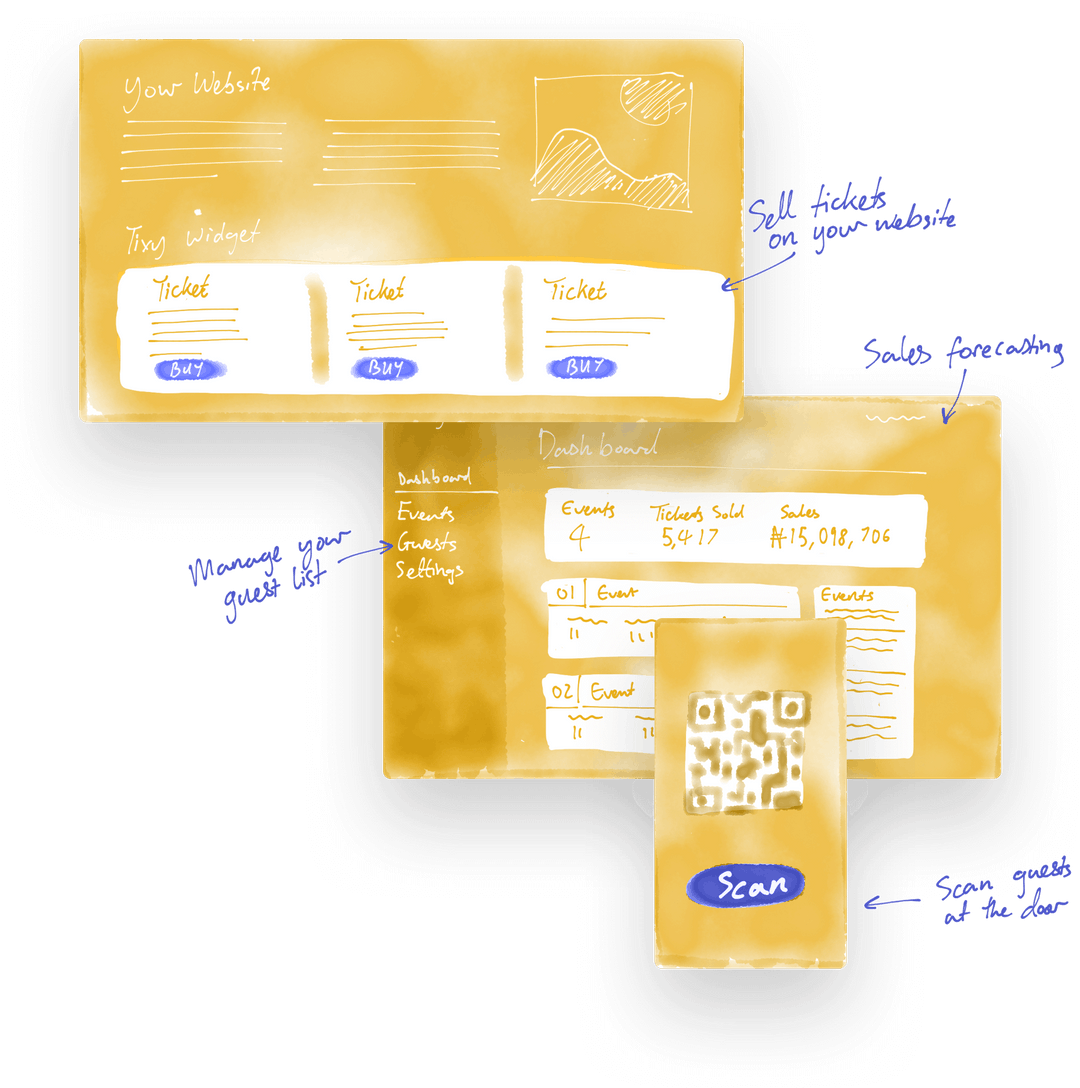 Your Website
Tixy Widget
Ticket
BUY
Ticket
BUY
Ticket
BUY
Sell tickets
on your website
Sales forecasting
Dashboard
Dashboard
Events
Guests
Settings
Manage your
guest list
Events
4
Tickets Sold
5,417
Sales
₦15,098,706
01 Event
Events
02 Event
Scan
Scan guests
at the door